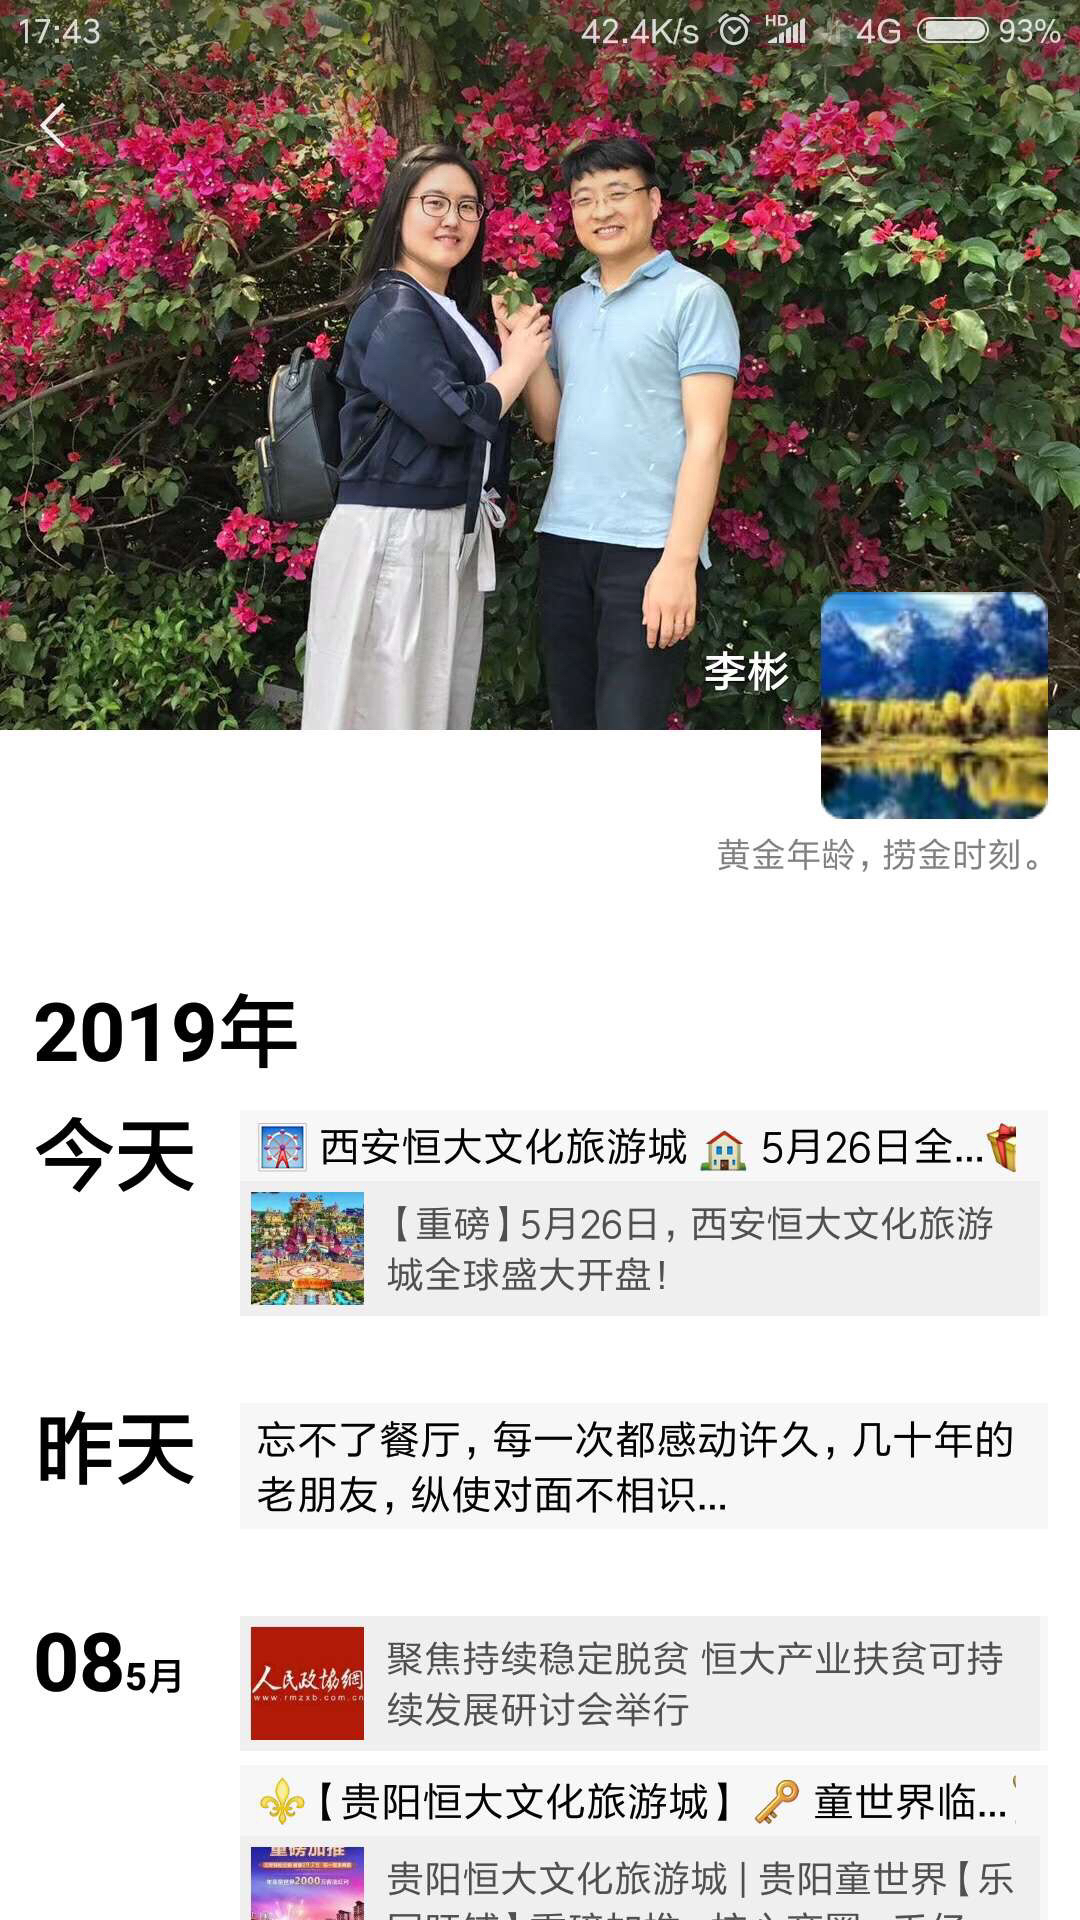 17:43
42.4K/s HD 4G 93%
李彬
黄金年龄，捞金时刻。
2019年
今天
西安恒大文化旅游城 5月26日全...
【重磅】5月26日，西安恒大文化旅游
城全球盛大开盘！
昨天
忘不了餐厅，每一次都感动许久，几十年的
老朋友，纵使对面不相识...
08 5月
人民政协網
www.rmzxb.com.cn
聚焦持续稳定脱贫 恒大产业扶贫可持
续发展研讨会举行
【贵阳恒大文化旅游城】 童世界临...
重磅加推
贵阳恒大文化旅游城 | 贵阳童世界【乐